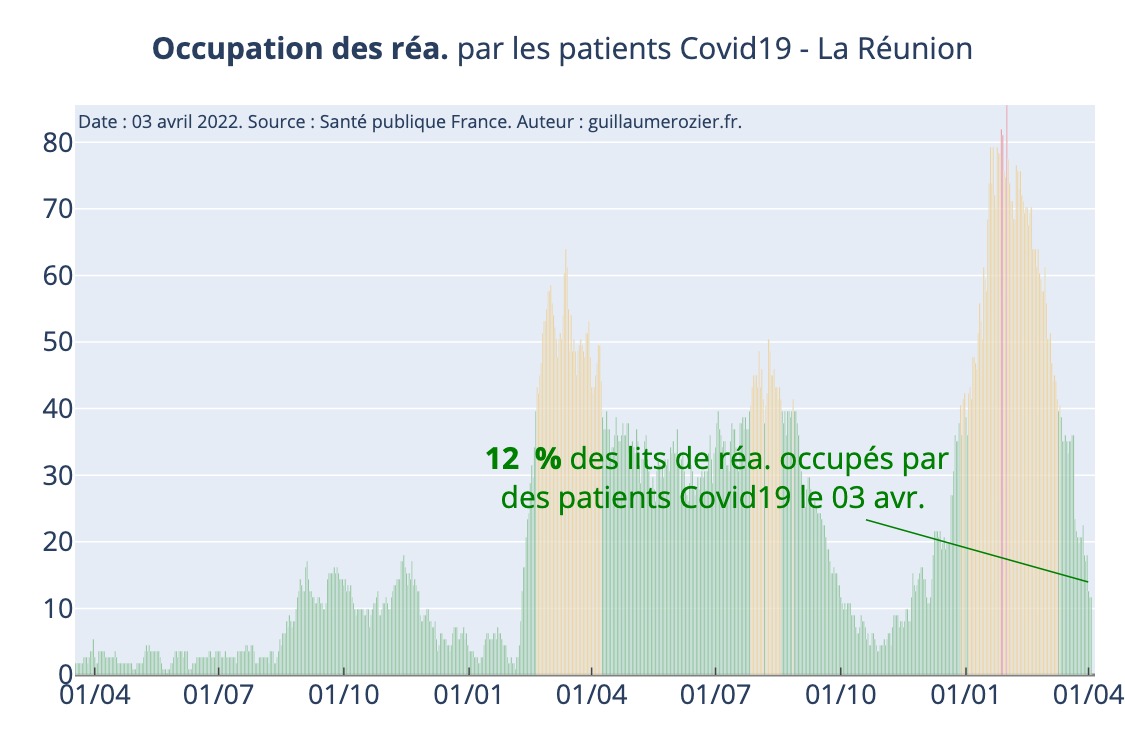 Occupation des réa. par les patients Covid19 - La Réunion
Date : 03 avril 2022. Source : Santé publique France. Auteur : guillaumerozier.fr.
80
70
60
50
40
30
20
10
0
12 % des lits de réa. occupés par
des patients Covid19 le 03 avr.
01/04 01/07 01/10 01/01 01/04 01/07 01/10 01/01 01/04